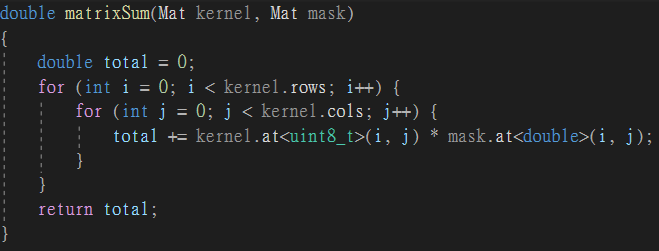 double matrixSum(Mat kernel, Mat mask)
{
    double total = 0;
    for (int i = 0; i < kernel.rows; i++) {
        for (int j = 0; j < kernel.cols; j++) {
            total += kernel.at<uint8_t>(i, j) * mask.at<double>(i, j);
        }
    }
    return total;
}